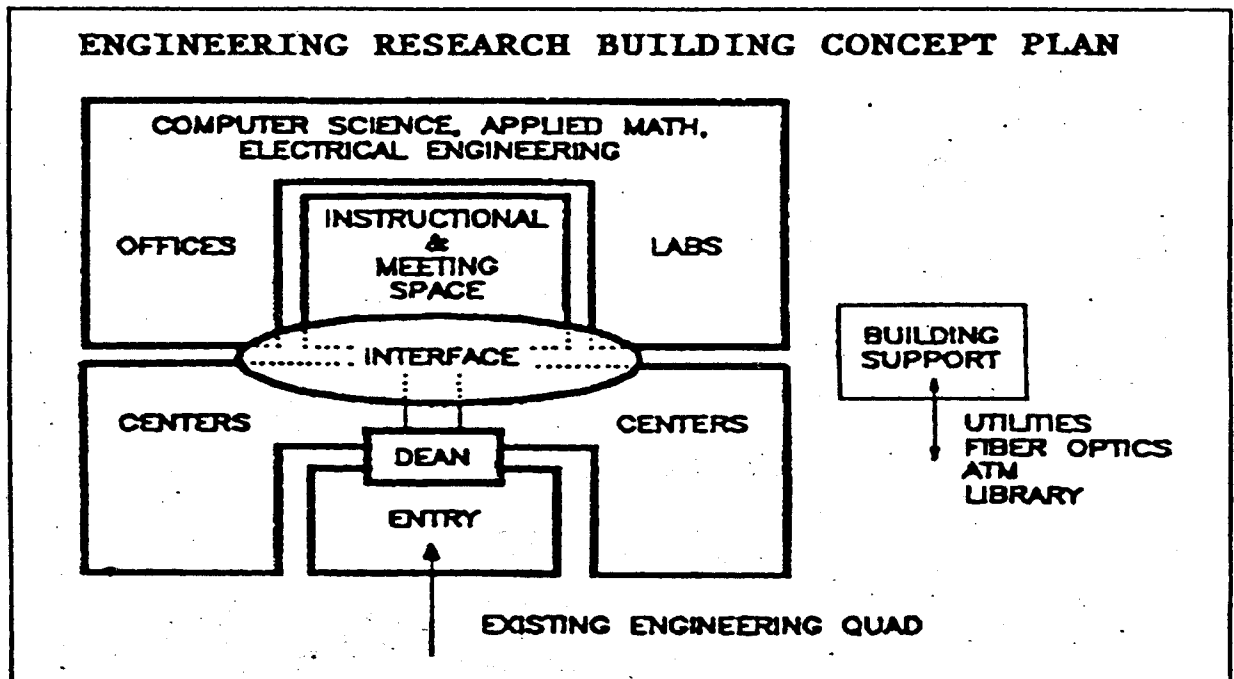 ENGINEERING RESEARCH BUILDING CONCEPT PLAN
COMPUTER SCIENCE, APPLIED MATH,
ELECTRICAL ENGINEERING
OFFICES
INSTRUCTIONAL
&
MEETING
SPACE
LABS
INTERFACE
BUILDING
SUPPORT
CENTERS
CENTERS
DEAN
UTILITIES
FIBER OPTICS
ATM
LIBRARY
ENTRY
EXISTING ENGINEERING QUAD